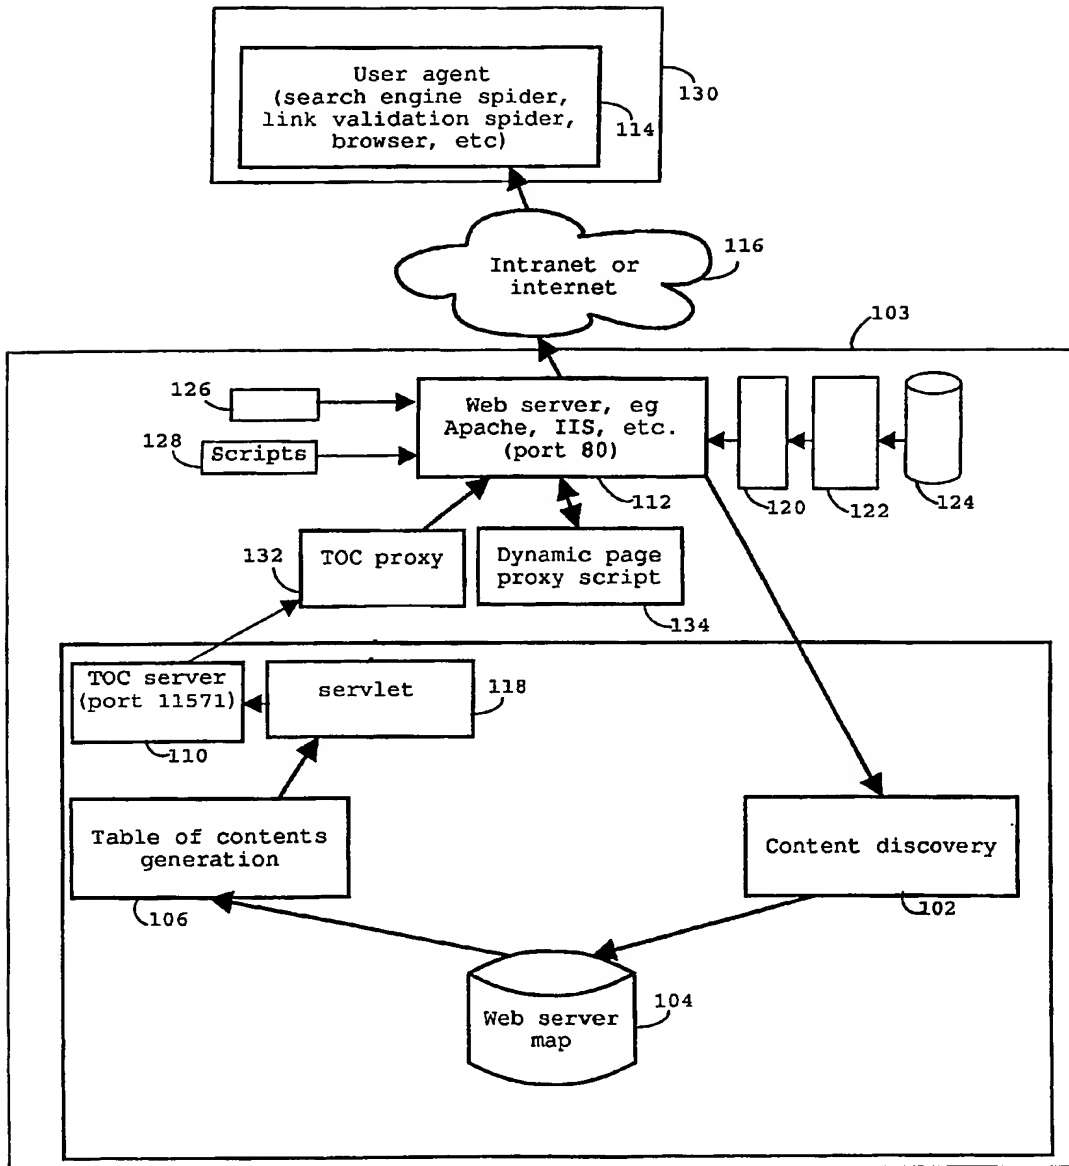 User agent
(search engine spider,
link validation spider,
browser, etc)
114
130
Intranet or
internet
116
103
126
128
Scripts
Web server, eg
Apache, IIS, etc.
(port 80)
112
120
122
124
132
TOC proxy
Dynamic page
proxy script
134
TOC server
(port 11571)
110
servlet
118
Table of contents
generation
106
Content discovery
102
Web server
map
104